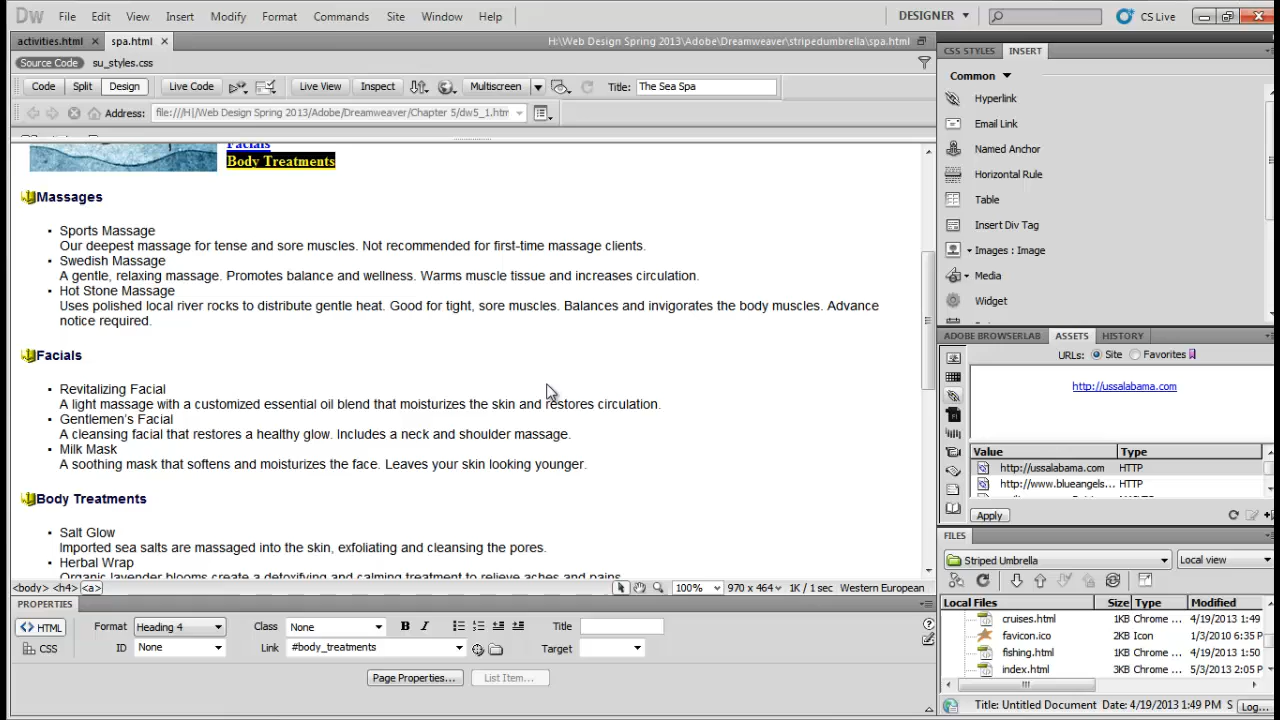 Dw File Edit View Insert Modify Format Commands Site Window Help DESIGNER CS Live
activities.html spa.html H:\Web Design Spring 2013\Adobe\Dreamweaver\stripedumbrella\spa.html
Source Code su_styles.css
Code Split Design Live Code Live View Inspect Multiscreen Title: The Sea Spa
Address: file:///H|/Web Design Spring 2013/Adobe/Dreamweaver/Chapter 5/dw5_1.htm
Facials
Body Treatments
Massages
• Sports Massage
Our deepest massage for tense and sore muscles. Not recommended for first-time massage clients.
• Swedish Massage
A gentle, relaxing massage. Promotes balance and wellness. Warms muscle tissue and increases circulation.
• Hot Stone Massage
Uses polished local river rocks to distribute gentle heat. Good for tight, sore muscles. Balances and invigorates the body muscles. Advance
notice required.
Facials
• Revitalizing Facial
A light massage with a customized essential oil blend that moisturizes the skin and restores circulation.
• Gentlemen's Facial
A cleansing facial that restores a healthy glow. Includes a neck and shoulder massage.
• Milk Mask
A soothing mask that softens and moisturizes the face. Leaves your skin looking younger.
Body Treatments
• Salt Glow
Imported sea salts are massaged into the skin, exfoliating and cleansing the pores.
• Herbal Wrap
Organic lavender blooms create a detoxifying and calming treatment to relieve aches and pains.
<body> <h4> <a> 100% 970 x 464 1K / 1 sec Western European
PROPERTIES
<> HTML Format Heading 4 Class None B I Title
CSS ID None Link #body_treatments Target
Page Properties... List Item...
CSS STYLES INSERT
Common
Hyperlink
Email Link
Named Anchor
Horizontal Rule
Table
Insert Div Tag
Images : Image
Media
Widget
ADOBE BROWSERLAB ASSETS HISTORY
URLs: Site Favorites
http://ussalabama.com
Value Type
http://ussalabama.com HTTP
http://www.blueangels... HTTP
Apply
FILES
Striped Umbrella Local view
Local Files Size Type Modified
cruises.html 1KB Chrome ... 4/19/2013 1:49
favicon.ico 2KB Icon 1/3/2010 6:35 P
fishing.html 1KB Chrome ... 4/19/2013 1:50
index.html 3KB Chrome ... 5/3/2013 2:05 P
Title: Untitled Document Date: 4/19/2013 1:49 PM S Log...